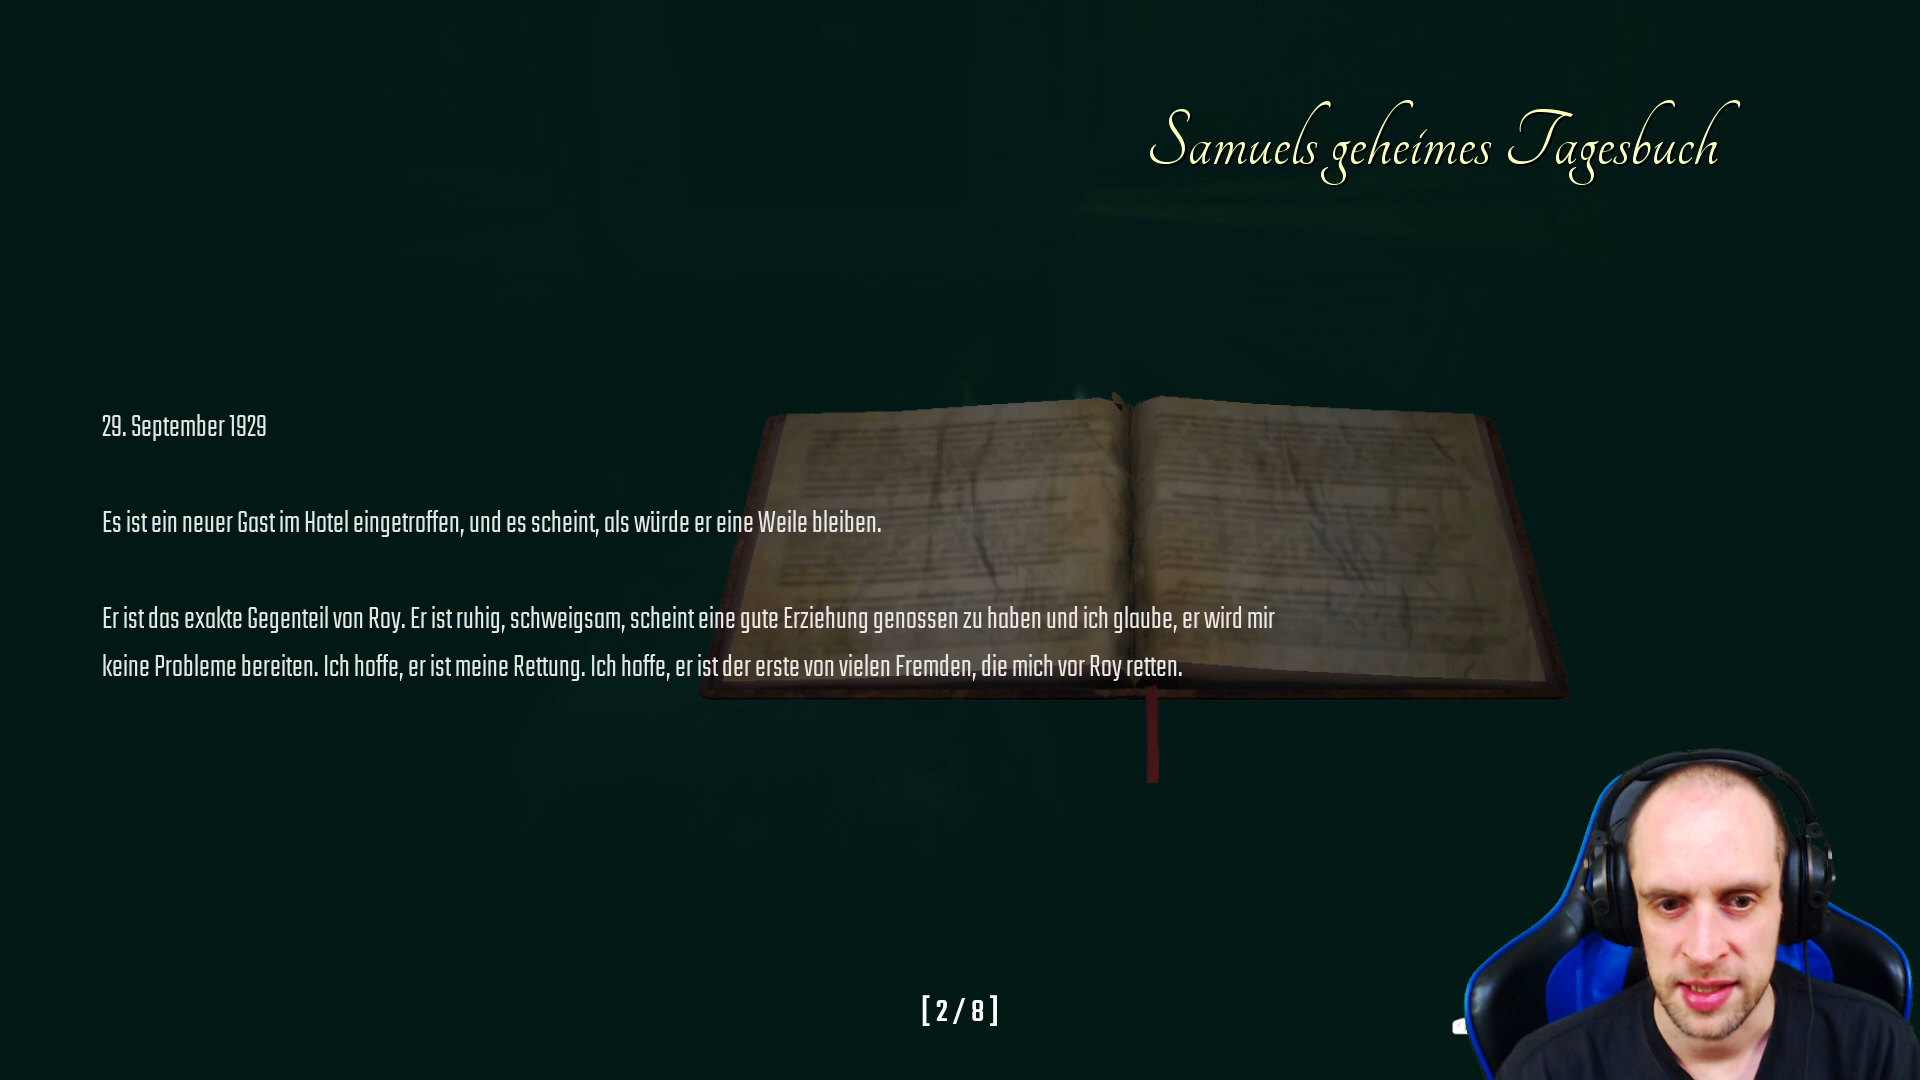 Samuels geheimes Tagesbuch
29. September 1929
Es ist ein neuer Gast im Hotel eingetroffen, und es scheint, als würde er eine Weile bleiben.
Er ist das exakte Gegenteil von Roy. Er ist ruhig, schweigsam, scheint eine gute Erziehung genossen zu haben und ich glaube, er wird mir
keine Probleme bereiten. Ich hoffe, er ist meine Rettung. Ich hoffe, er ist der erste von vielen Fremden, die mich vor Roy retten.
[ 2 / 8 ]